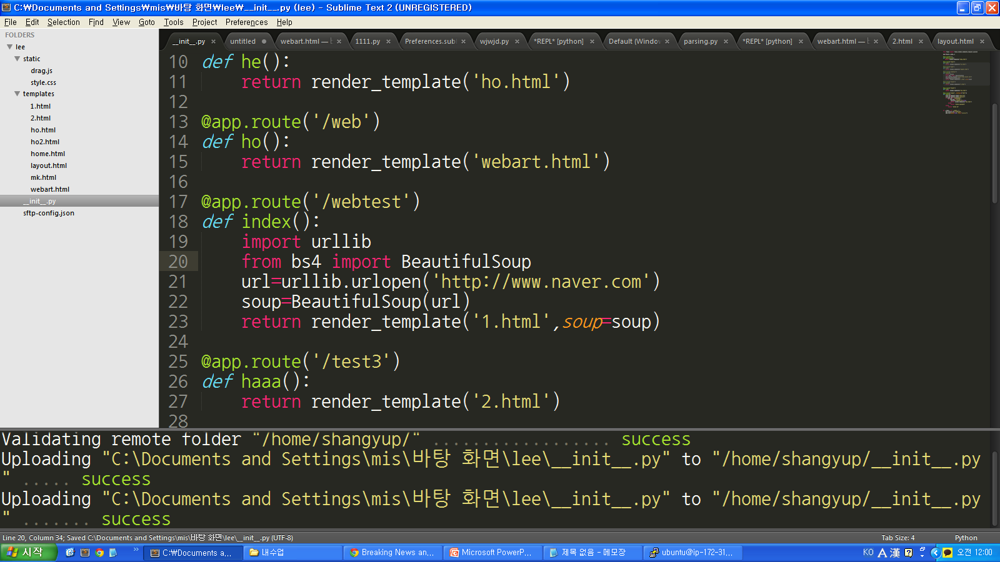 C:₩Documents and Settings₩mis₩바탕 화면₩lee₩__init__.py (lee) - Sublime Text 2 (UNREGISTERED)
File Edit Selection Find View Goto Tools Project Preferences Help
FOLDERS
lee
static
drag.js
style.css
templates
1.html
2.html
ho.html
ho2.html
home.html
layout.html
mk.html
webart.html
__init__.py
sftp-config.json
__init__.py × untitled webart.html — × 1111.py × Preferences.sub × wjwjd.py × *REPL* [python] × Default (Windo × parsing.py × *REPL* [python] × webart.html — × 2.html × layout.html ×
10 def he():
11 return render_template('ho.html')
12
13 @app.route('/web')
14 def ho():
15 return render_template('webart.html')
16
17 @app.route('/webtest')
18 def index():
19 import urllib
20 from bs4 import BeautifulSoup
21 url=urllib.urlopen('http://www.naver.com')
22 soup=BeautifulSoup(url)
23 return render_template('1.html',soup=soup)
24
25 @app.route('/test3')
26 def haaa():
27 return render_template('2.html')
28
Validating remote folder "/home/shangyup/" .................. success
Uploading "C:\Documents and Settings\mis\바탕 화면\lee\__init__.py" to "/home/shangyup/__init__.py
" ..... success
Uploading "C:\Documents and Settings\mis\바탕 화면\lee\__init__.py" to "/home/shangyup/__init__.py
" ....... success
Line 20, Column 34; Saved C:\Documents and Settings\mis\바탕 화면\lee\__init__.py (UTF-8) Tab Size: 4 Python
시작 C:₩Documents a... 내수업 Breaking News an... Microsoft PowerP... 제목 없음 - 메모장 ubuntu@ip-172-31... KO A 漢 오전 12:00